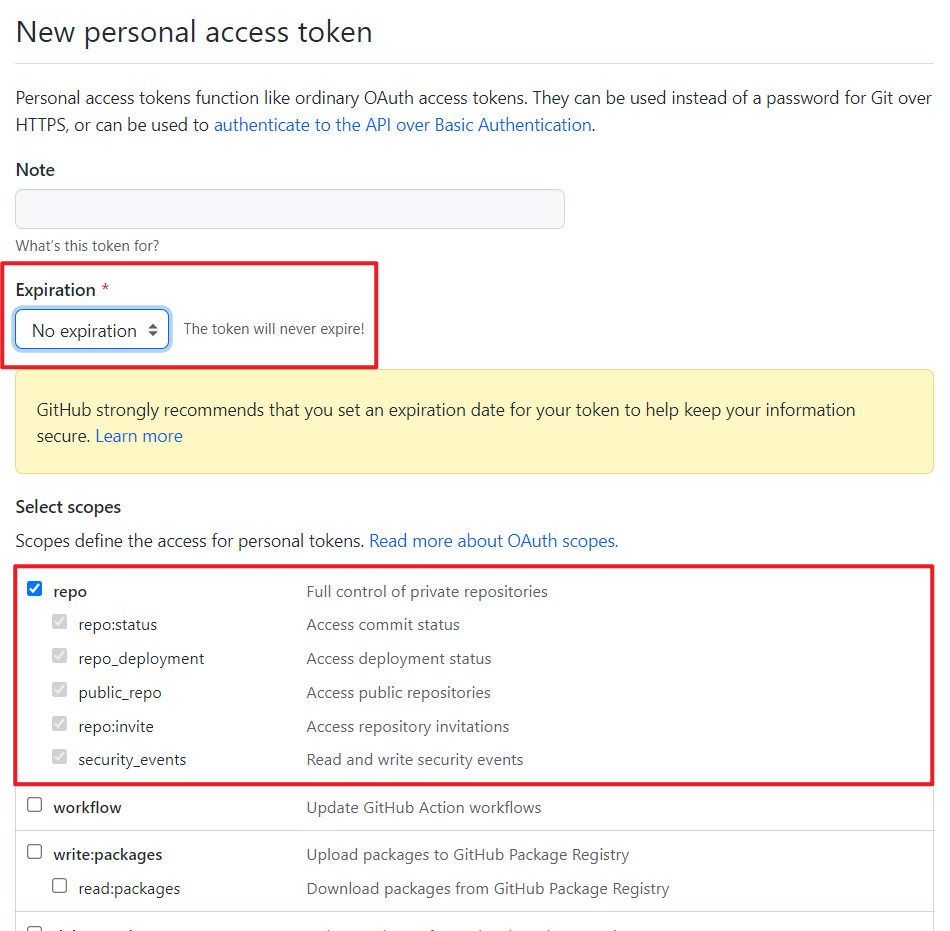 New personal access token
Personal access tokens function like ordinary OAuth access tokens. They can be used instead of a password for Git over
HTTPS, or can be used to authenticate to the API over Basic Authentication.
Note
What's this token for?
Expiration *
No expiration The token will never expire!
GitHub strongly recommends that you set an expiration date for your token to help keep your information
secure. Learn more
Select scopes
Scopes define the access for personal tokens. Read more about OAuth scopes.
repo Full control of private repositories
repo:status Access commit status
repo_deployment Access deployment status
public_repo Access public repositories
repo:invite Access repository invitations
security_events Read and write security events
workflow Update GitHub Action workflows
write:packages Upload packages to GitHub Package Registry
read:packages Download packages from GitHub Package Registry